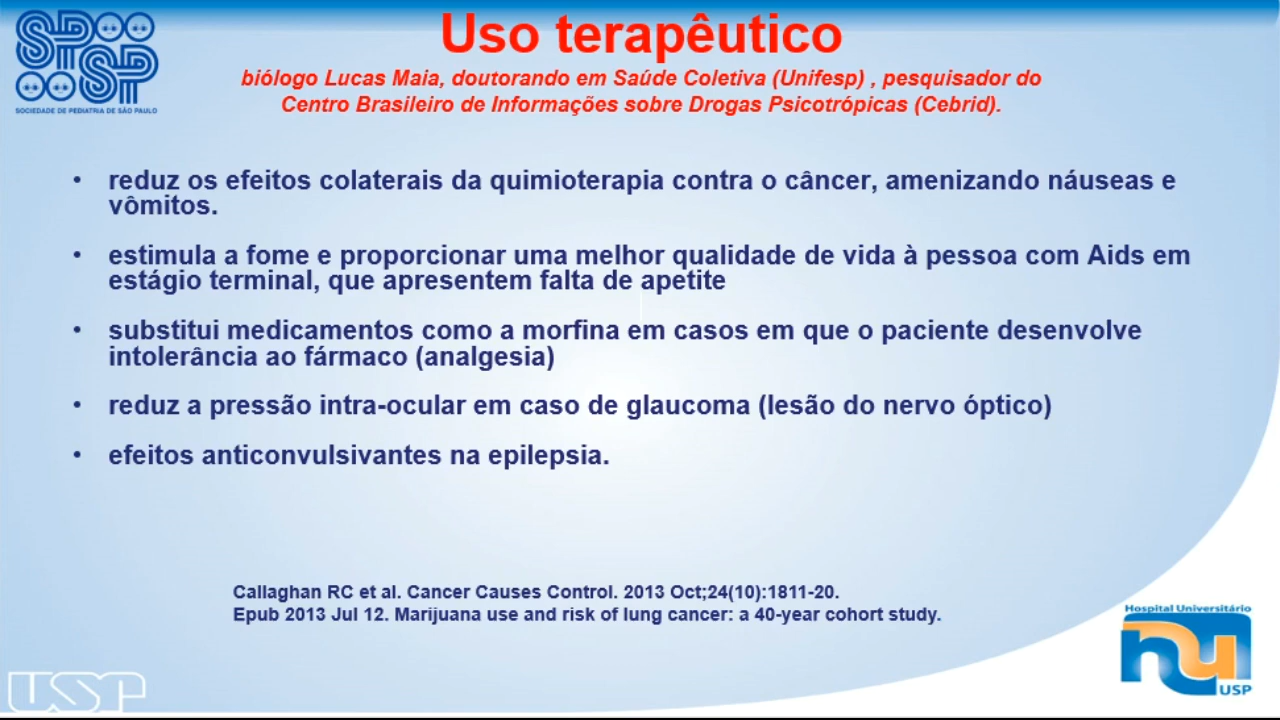 SP SP
SOCIEDADE DE PEDIATRIA DE SÃO PAULO
Uso terapêutico
biólogo Lucas Maia, doutorando em Saúde Coletiva (Unifesp) , pesquisador do
Centro Brasileiro de Informações sobre Drogas Psicotrópicas (Cebrid).
• reduz os efeitos colaterais da quimioterapia contra o câncer, amenizando náuseas e
vômitos.
• estimula a fome e proporcionar uma melhor qualidade de vida à pessoa com Aids em
estágio terminal, que apresentem falta de apetite
• substitui medicamentos como a morfina em casos em que o paciente desenvolve
intolerância ao fármaco (analgesia)
• reduz a pressão intra-ocular em caso de glaucoma (lesão do nervo óptico)
• efeitos anticonvulsivantes na epilepsia.
Callaghan RC et al. Cancer Causes Control. 2013 Oct;24(10):1811-20.
Epub 2013 Jul 12. Marijuana use and risk of lung cancer: a 40-year cohort study.
Hospital Universitário
hu
USP
USP